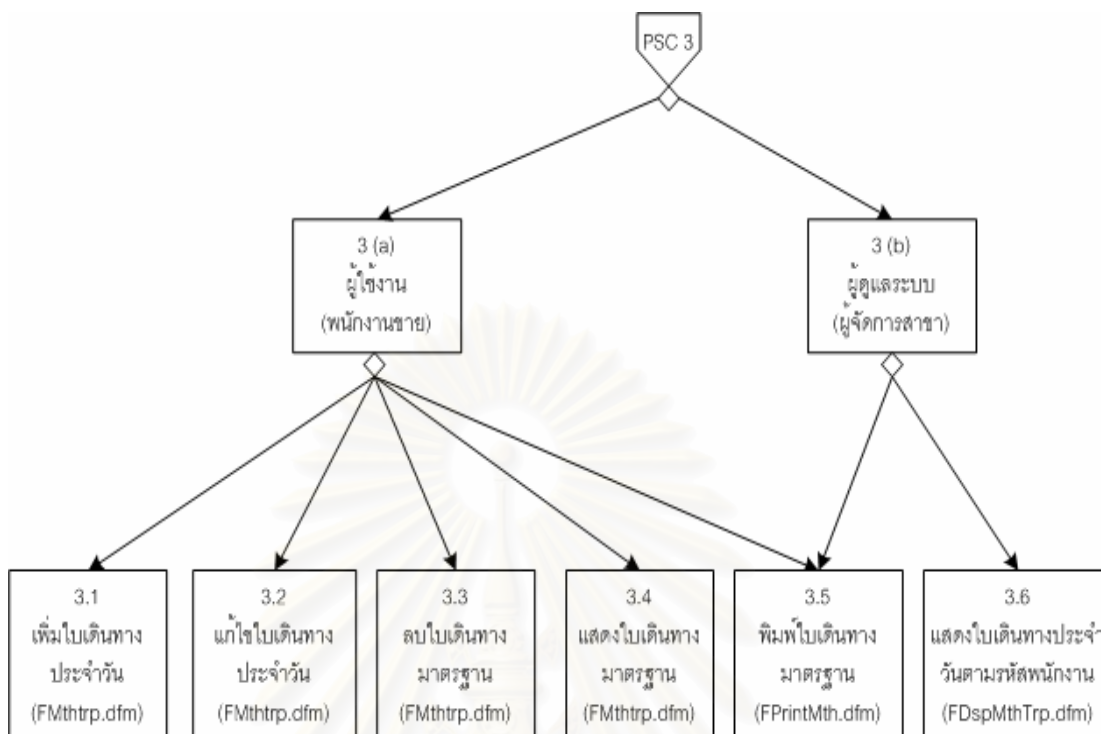 PSC 3
3 (a)
ผู้ใช้งาน
(พนักงานขาย)
3 (b)
ผู้ดูแลระบบ
(ผู้จัดการสาขา)
3.1
เพิ่มใบเดินทาง
ประจำวัน
(FMthtrp.dfm)
3.2
แก้ไขใบเดินทาง
ประจำวัน
(FMthtrp.dfm)
3.3
ลบใบเดินทาง
มาตรฐาน
(FMthtrp.dfm)
3.4
แสดงใบเดินทาง
มาตรฐาน
(FMthtrp.dfm)
3.5
พิมพ์ใบเดินทาง
มาตรฐาน
(FPrintMth.dfm)
3.6
แสดงใบเดินทางประจำ
วันตามรหัสพนักงาน
(FDspMthTrp.dfm)